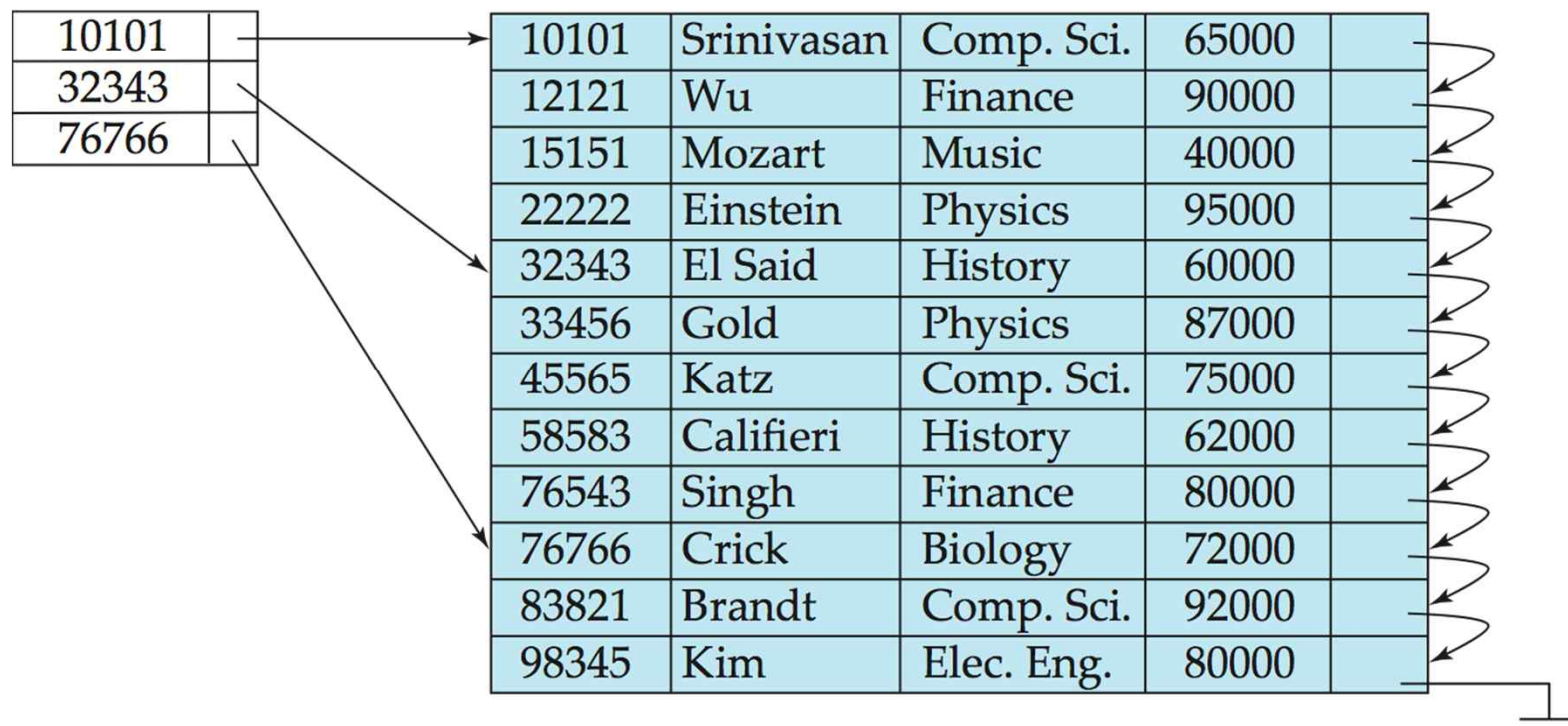 10101
32343
76766
10101 Srinivasan Comp. Sci. 65000
12121 Wu Finance 90000
15151 Mozart Music 40000
22222 Einstein Physics 95000
32343 El Said History 60000
33456 Gold Physics 87000
45565 Katz Comp. Sci. 75000
58583 Califieri History 62000
76543 Singh Finance 80000
76766 Crick Biology 72000
83821 Brandt Comp. Sci. 92000
98345 Kim Elec. Eng. 80000